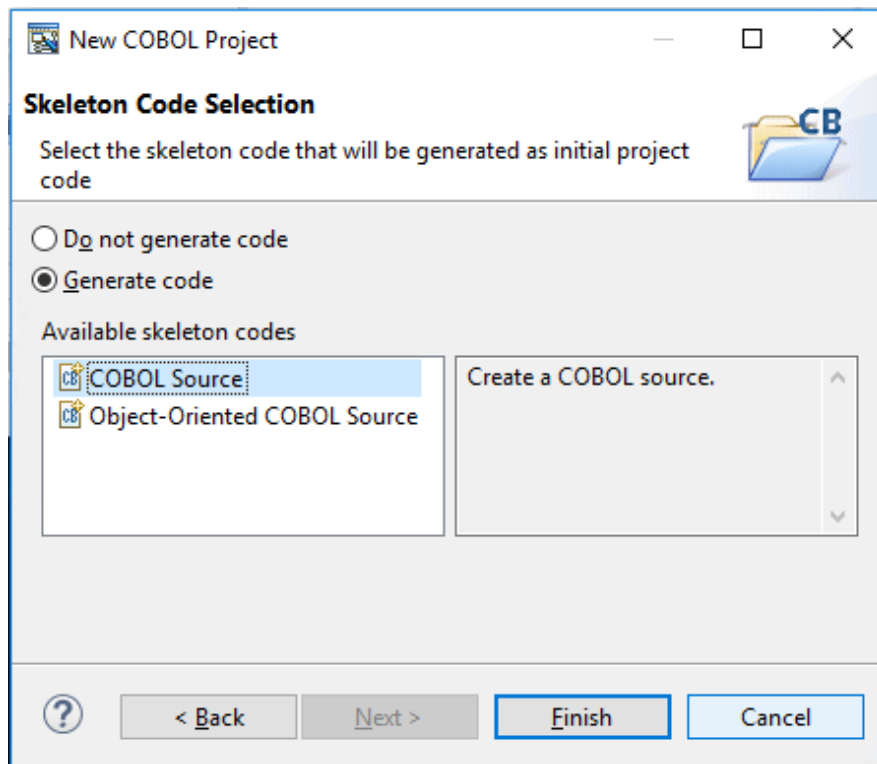 New COBOL Project
CB
Skeleton Code Selection
Select the skeleton code that will be generated as initial project
code
Do not generate code
Generate code
Available skeleton codes
CB COBOL Source
CB Object-Oriented COBOL Source
Create a COBOL source.
?
< Back
Next >
Finish
Cancel